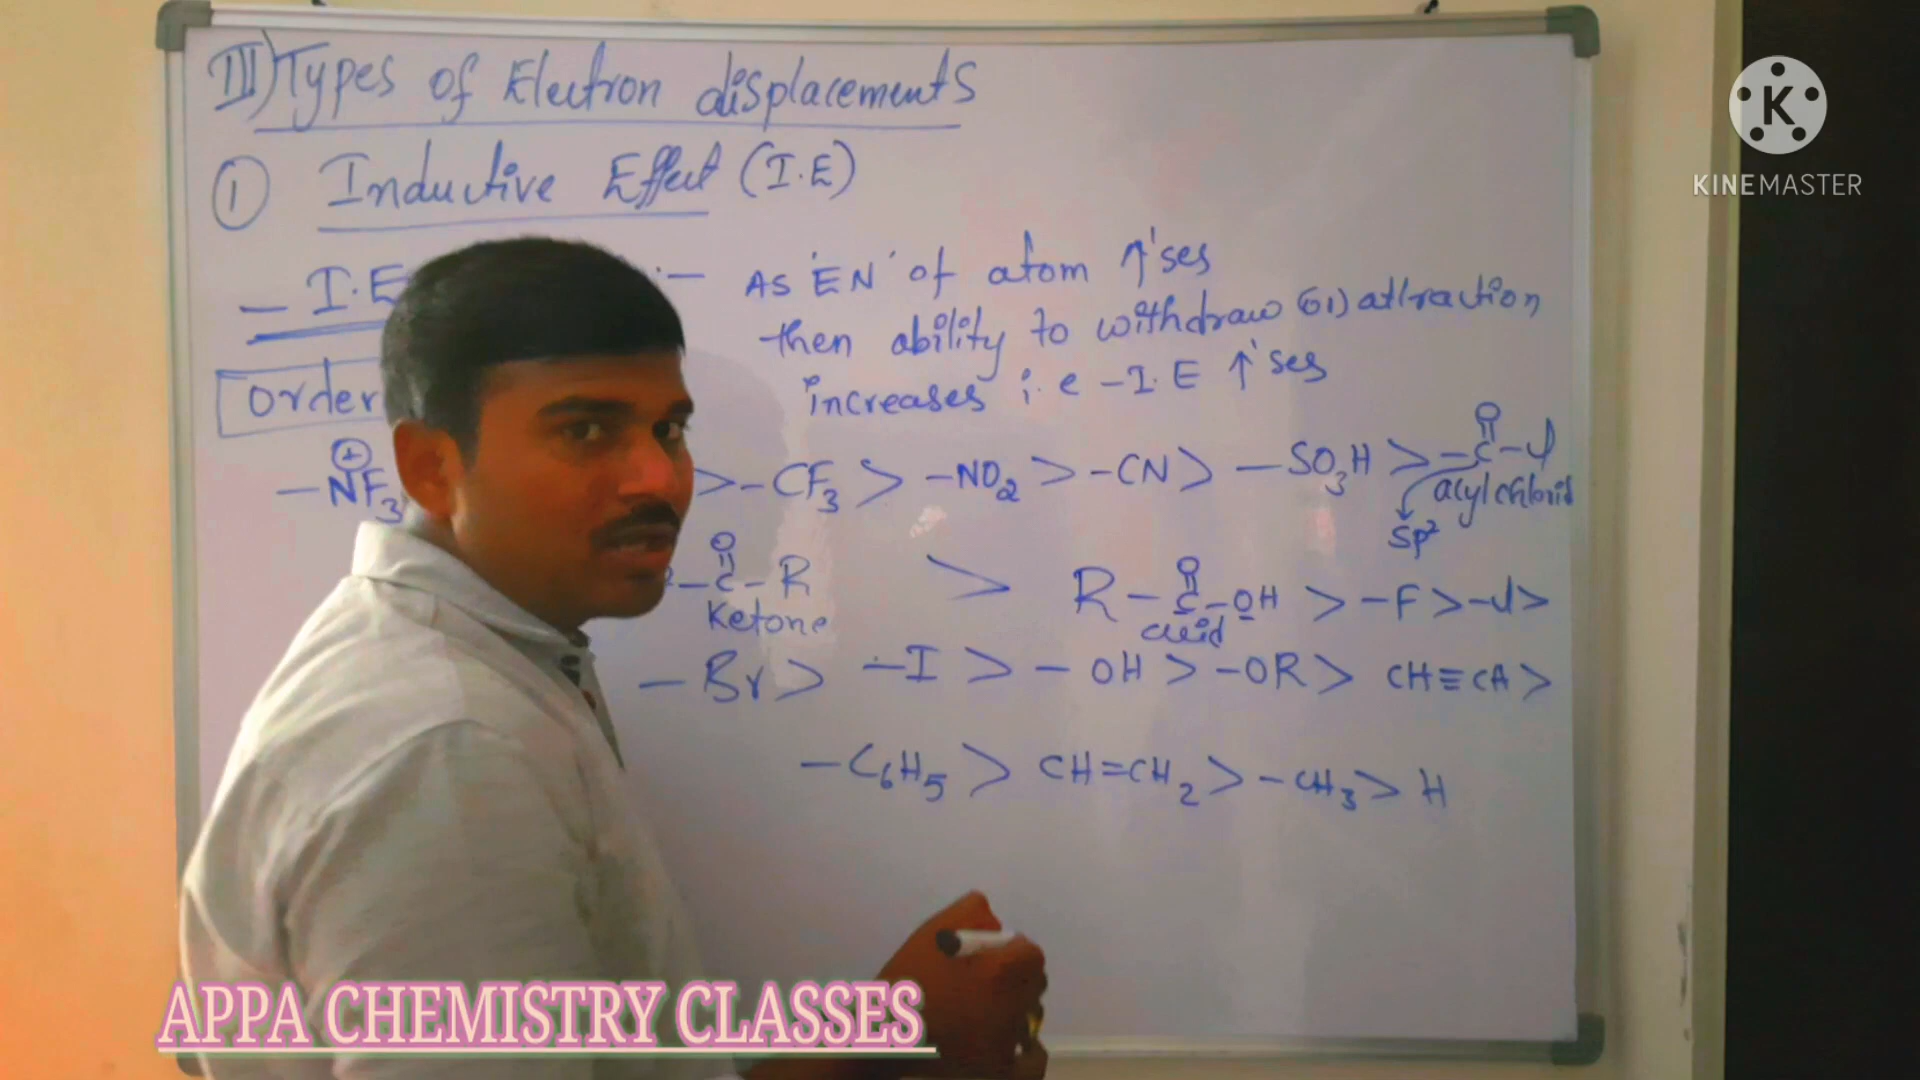 III) Types of Electron displacements
K
KINEMASTER
① Inductive Effect (I.E)
— I.E :— As 'EN' of atom ↑'ses
then ability to withdraw (or) attraction
increases i.e –I.E ↑'ses
Order
O
–NF3 > –CF3 > –NO2 > –CN > –SO3H > –C–Cl
⊕
acyl chlorid
sp²
O O
–C–R > R–C–OH > –F > –Cl >
Ketone acid
–Br > –I > –OH > –OR > CH≡CH >
–C6H5 > CH=CH2 > –CH3 > H
APPA CHEMISTRY CLASSES